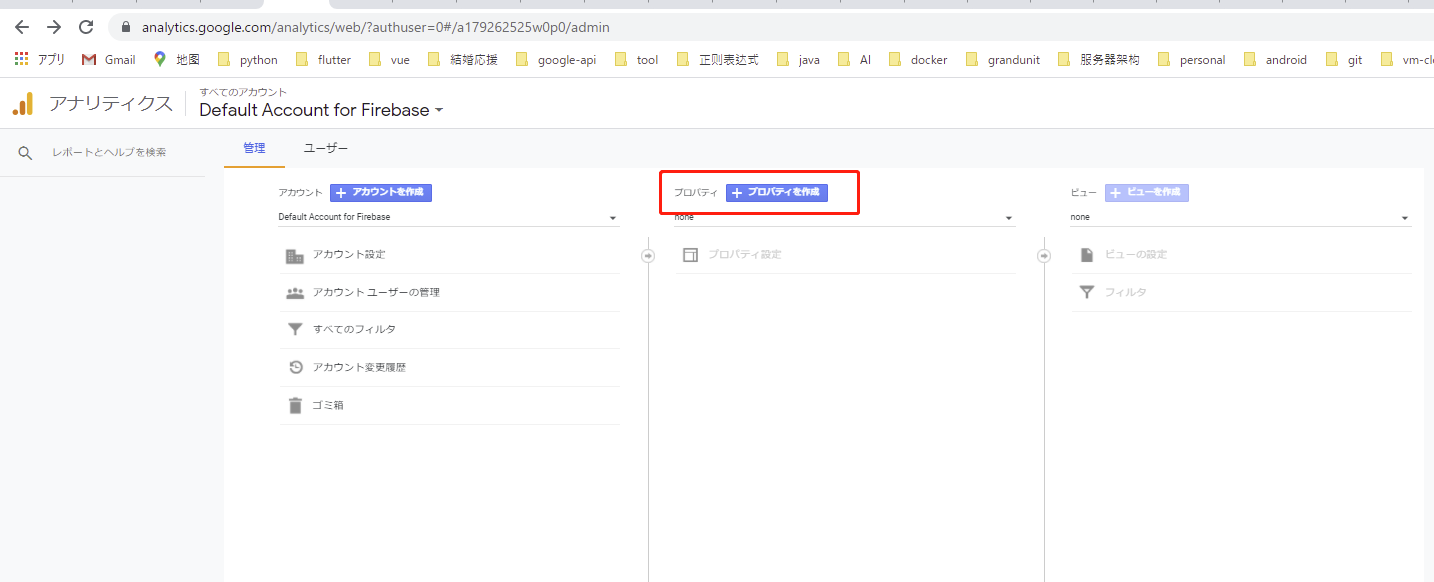 analytics.google.com/analytics/web/?authuser=0#/a179262525w0p0/admin
アプリ Gmail 地图 python flutter vue 結婚応援 google-api tool 正则表达式 java AI docker grandunit 服务器架构 personal android git vm-cl
すべてのアカウント
アナリティクス Default Account for Firebase
レポートとヘルプを検索 管理 ユーザー
アカウント + アカウントを作成 プロパティ + プロパティを作成 ビュー + ビューを作成
Default Account for Firebase none none
アカウント設定 プロパティ設定 ビューの設定
アカウント ユーザーの管理 フィルタ
すべてのフィルタ
アカウント変更履歴
ゴミ箱